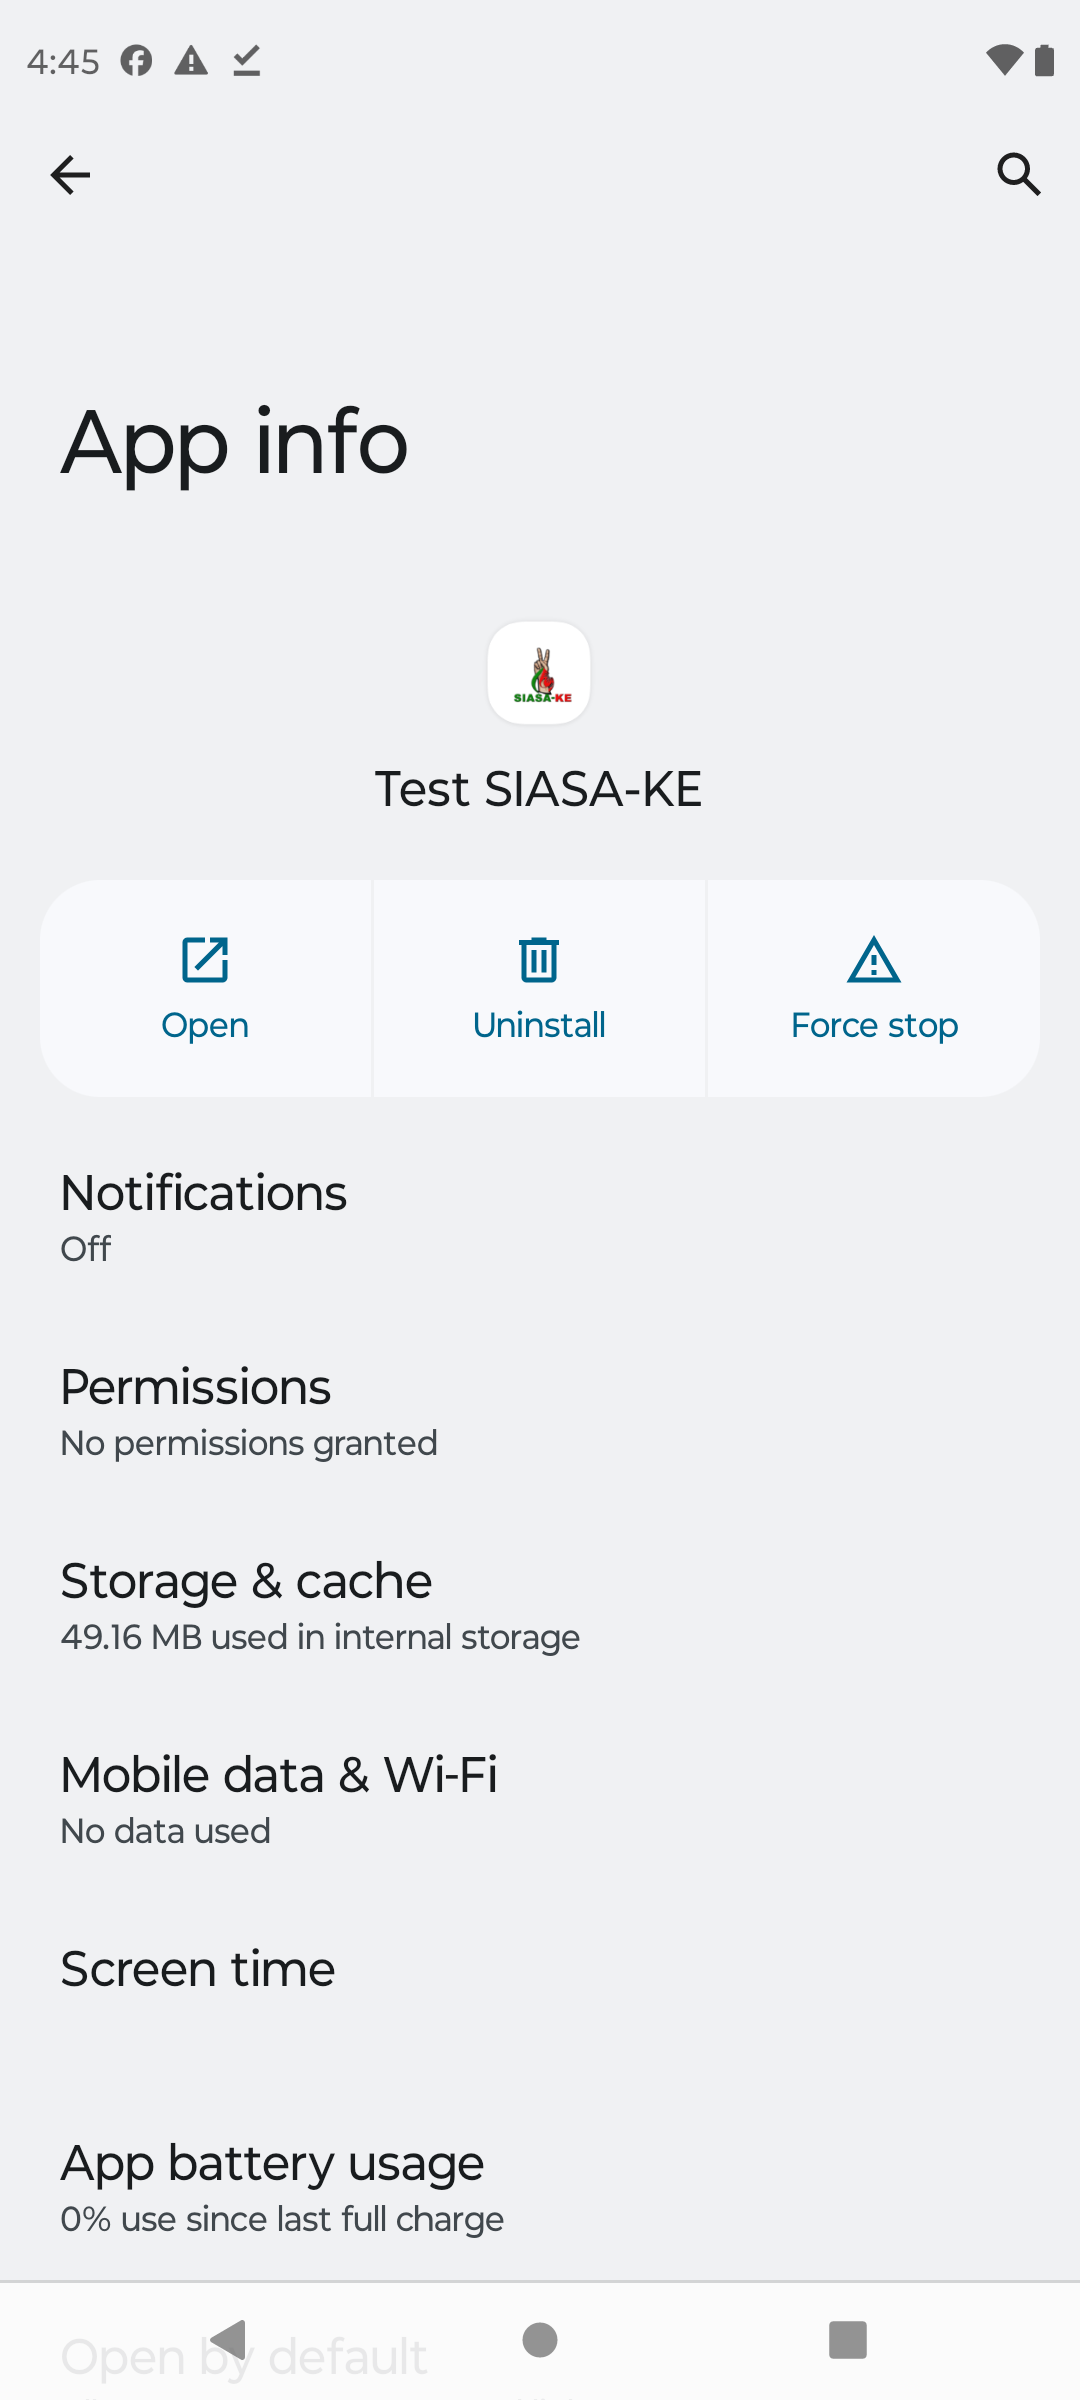 4:45
App info
SIASA-KE
Test SIASA-KE
Open
Uninstall
Force stop
Notifications
Off
Permissions
No permissions granted
Storage & cache
49.16 MB used in internal storage
Mobile data & Wi-Fi
No data used
Screen time
App battery usage
0% use since last full charge
Open by default